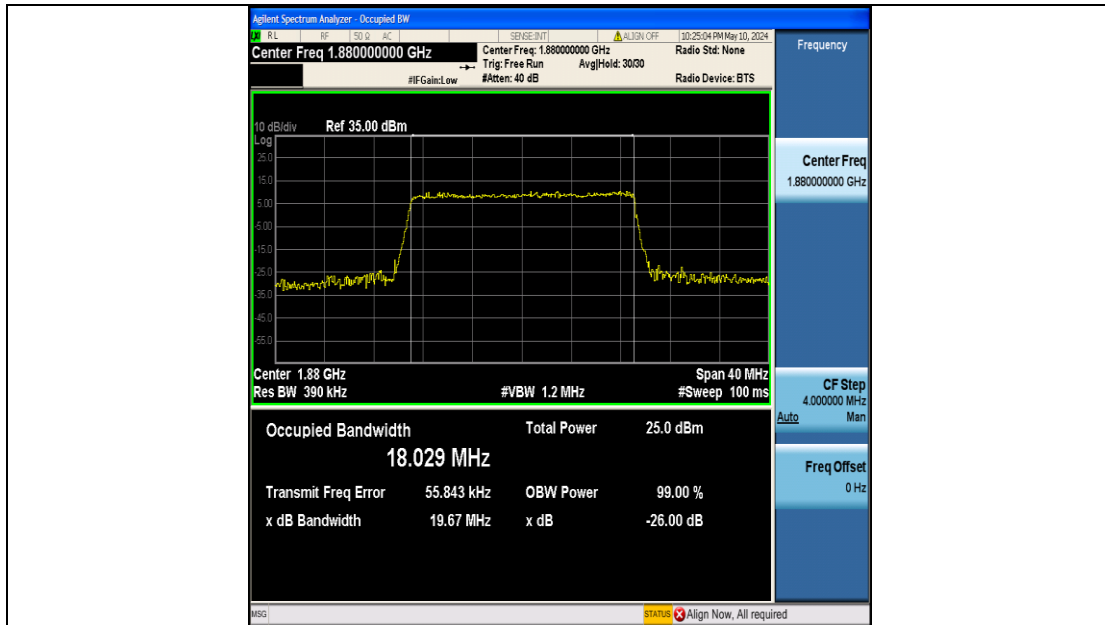 Agilent Spectrum Analyzer - Occupied BW
RL RF 50 Ω AC SENSE:INT ALIGN OFF 10:25:04 PM May 10, 2024
Center Freq 1.880000000 GHz
Center Freq: 1.880000000 GHz
Radio Std: None
Trig: Free Run Avg|Hold: 30/30
#IFGain:Low
#Atten: 40 dB
Radio Device: BTS
10 dB/div Ref 35.00 dBm
Log
25.0
15.0
5.00
-5.00
-15.0
-25.0
-35.0
-45.0
-55.0
Center 1.88 GHz
Span 40 MHz
Res BW 390 kHz
#VBW 1.2 MHz
#Sweep 100 ms
Occupied Bandwidth
Total Power 25.0 dBm
18.029 MHz
Transmit Freq Error 55.843 kHz
OBW Power 99.00 %
x dB Bandwidth 19.67 MHz
x dB -26.00 dB
MSG
STATUS Align Now, All required
Frequency
Center Freq
1.880000000 GHz
CF Step
4.000000 MHz
Auto Man
Freq Offset
0 Hz